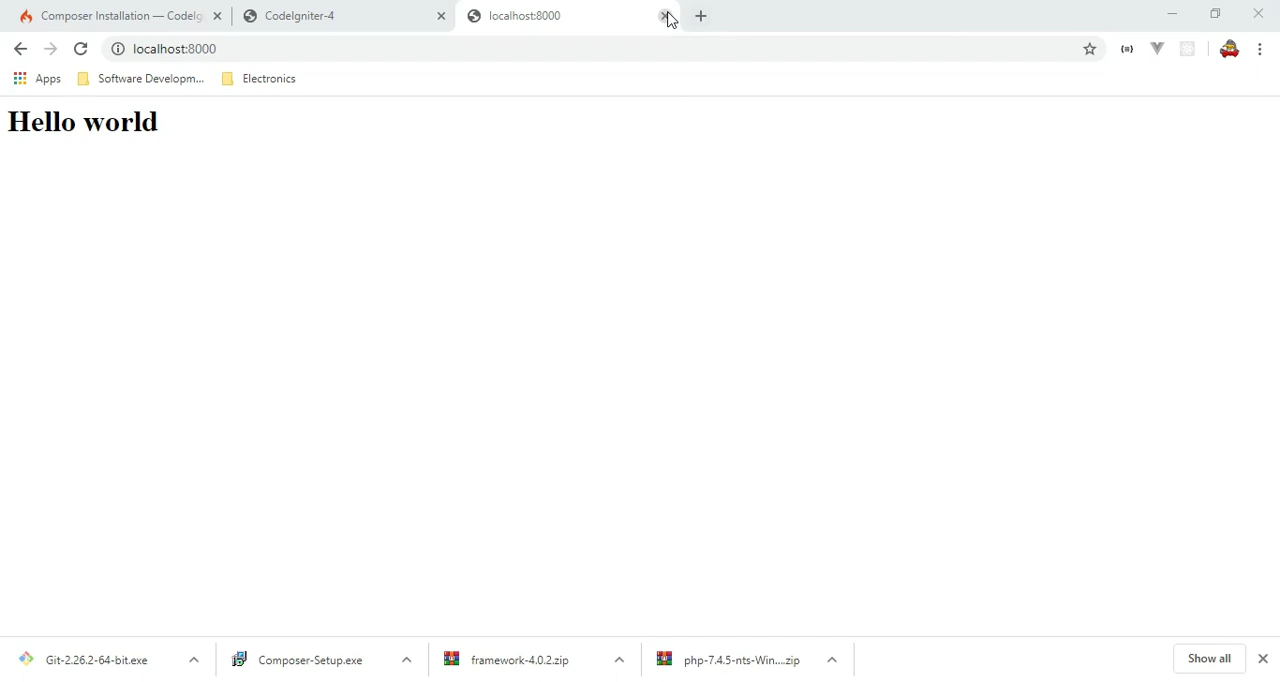 Composer Installation — CodeIg
CodeIgniter-4
localhost:8000
localhost:8000
Apps
Software Developm...
Electronics
Hello world
Git-2.26.2-64-bit.exe
Composer-Setup.exe
framework-4.0.2.zip
php-7.4.5-nts-Win....zip
Show all